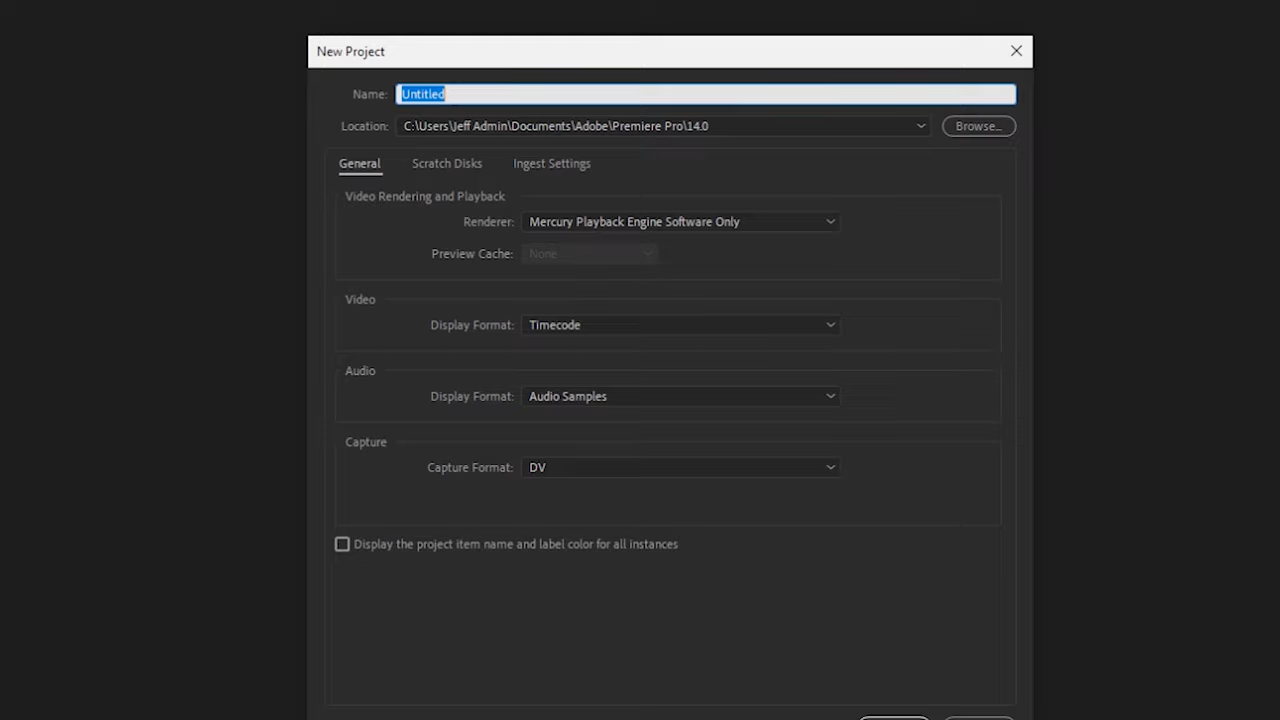 New Project
Name: Untitled
Location: C:\Users\Jeff Admin\Documents\Adobe\Premiere Pro\14.0 Browse...
General Scratch Disks Ingest Settings
Video Rendering and Playback
Renderer: Mercury Playback Engine Software Only
Preview Cache: None
Video
Display Format: Timecode
Audio
Display Format: Audio Samples
Capture
Capture Format: DV
Display the project item name and label color for all instances